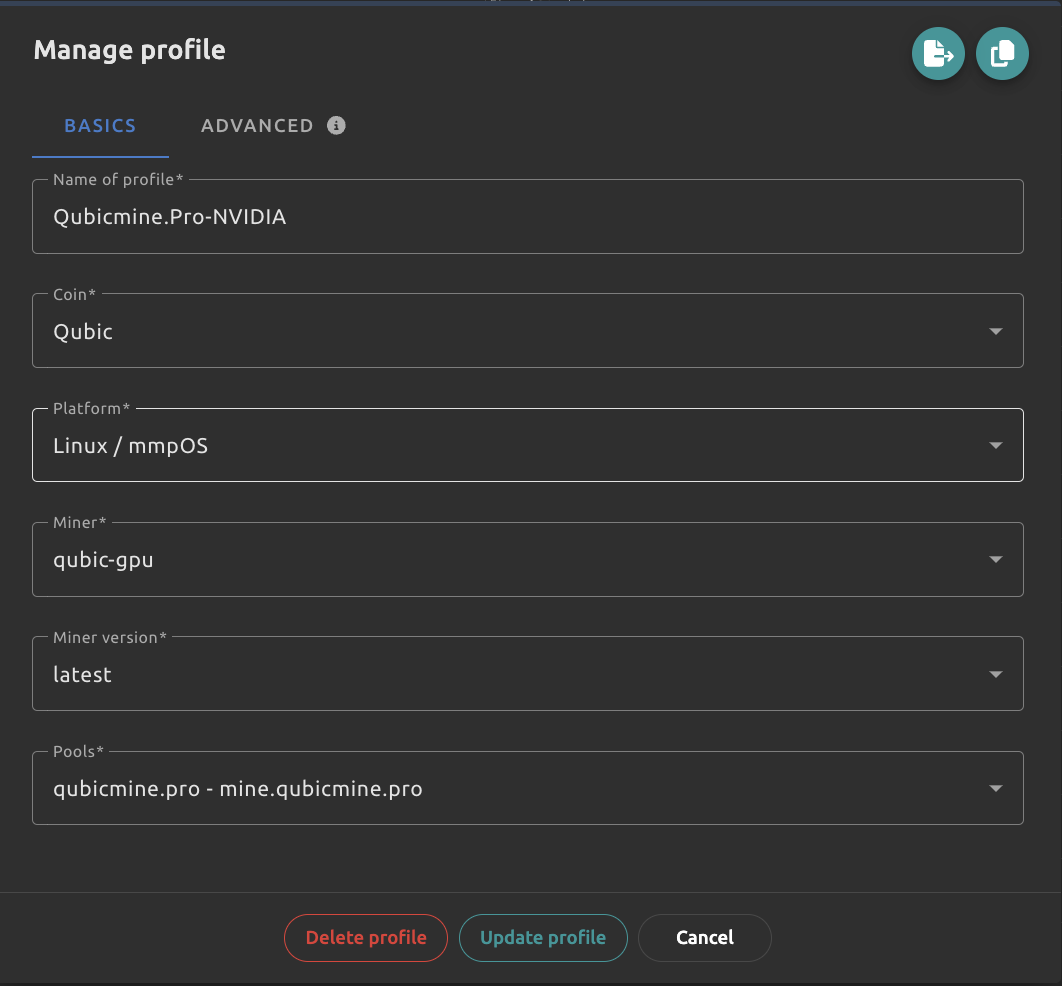 Manage profile
BASICS
ADVANCED
Name of profile*
Qubicmine.Pro-NVIDIA
Coin*
Qubic
Platform*
Linux / mmpOS
Miner*
qubic-gpu
Miner version*
latest
Pools*
qubicmine.pro - mine.qubicmine.pro
Delete profile
Update profile
Cancel